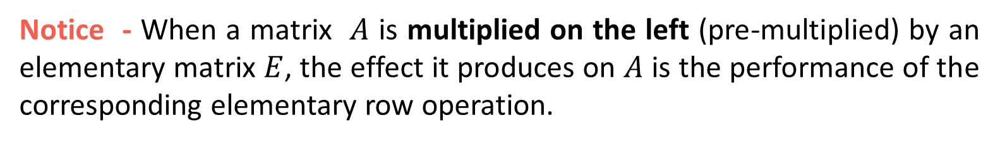 Notice - When a matrix A is multiplied on the left (pre-multiplied) by an
elementary matrix E, the effect it produces on A is the performance of the
corresponding elementary row operation.